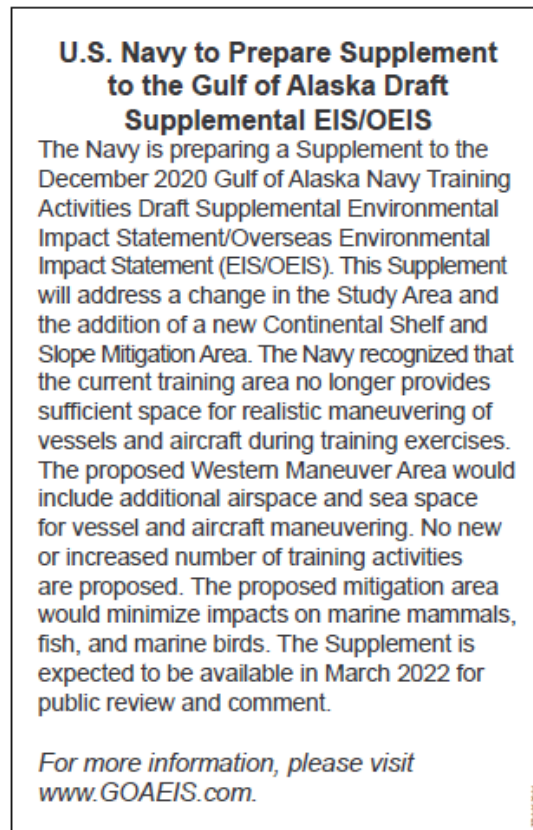 U.S. Navy to Prepare Supplement
to the Gulf of Alaska Draft
Supplemental EIS/OEIS
The Navy is preparing a Supplement to the
December 2020 Gulf of Alaska Navy Training
Activities Draft Supplemental Environmental
Impact Statement/Overseas Environmental
Impact Statement (EIS/OEIS). This Supplement
will address a change in the Study Area and
the addition of a new Continental Shelf and
Slope Mitigation Area. The Navy recognized that
the current training area no longer provides
sufficient space for realistic maneuvering of
vessels and aircraft during training exercises.
The proposed Western Maneuver Area would
include additional airspace and sea space
for vessel and aircraft maneuvering. No new
or increased number of training activities
are proposed. The proposed mitigation area
would minimize impacts on marine mammals,
fish, and marine birds. The Supplement is
expected to be available in March 2022 for
public review and comment.
For more information, please visit
www.GOAEIS.com.